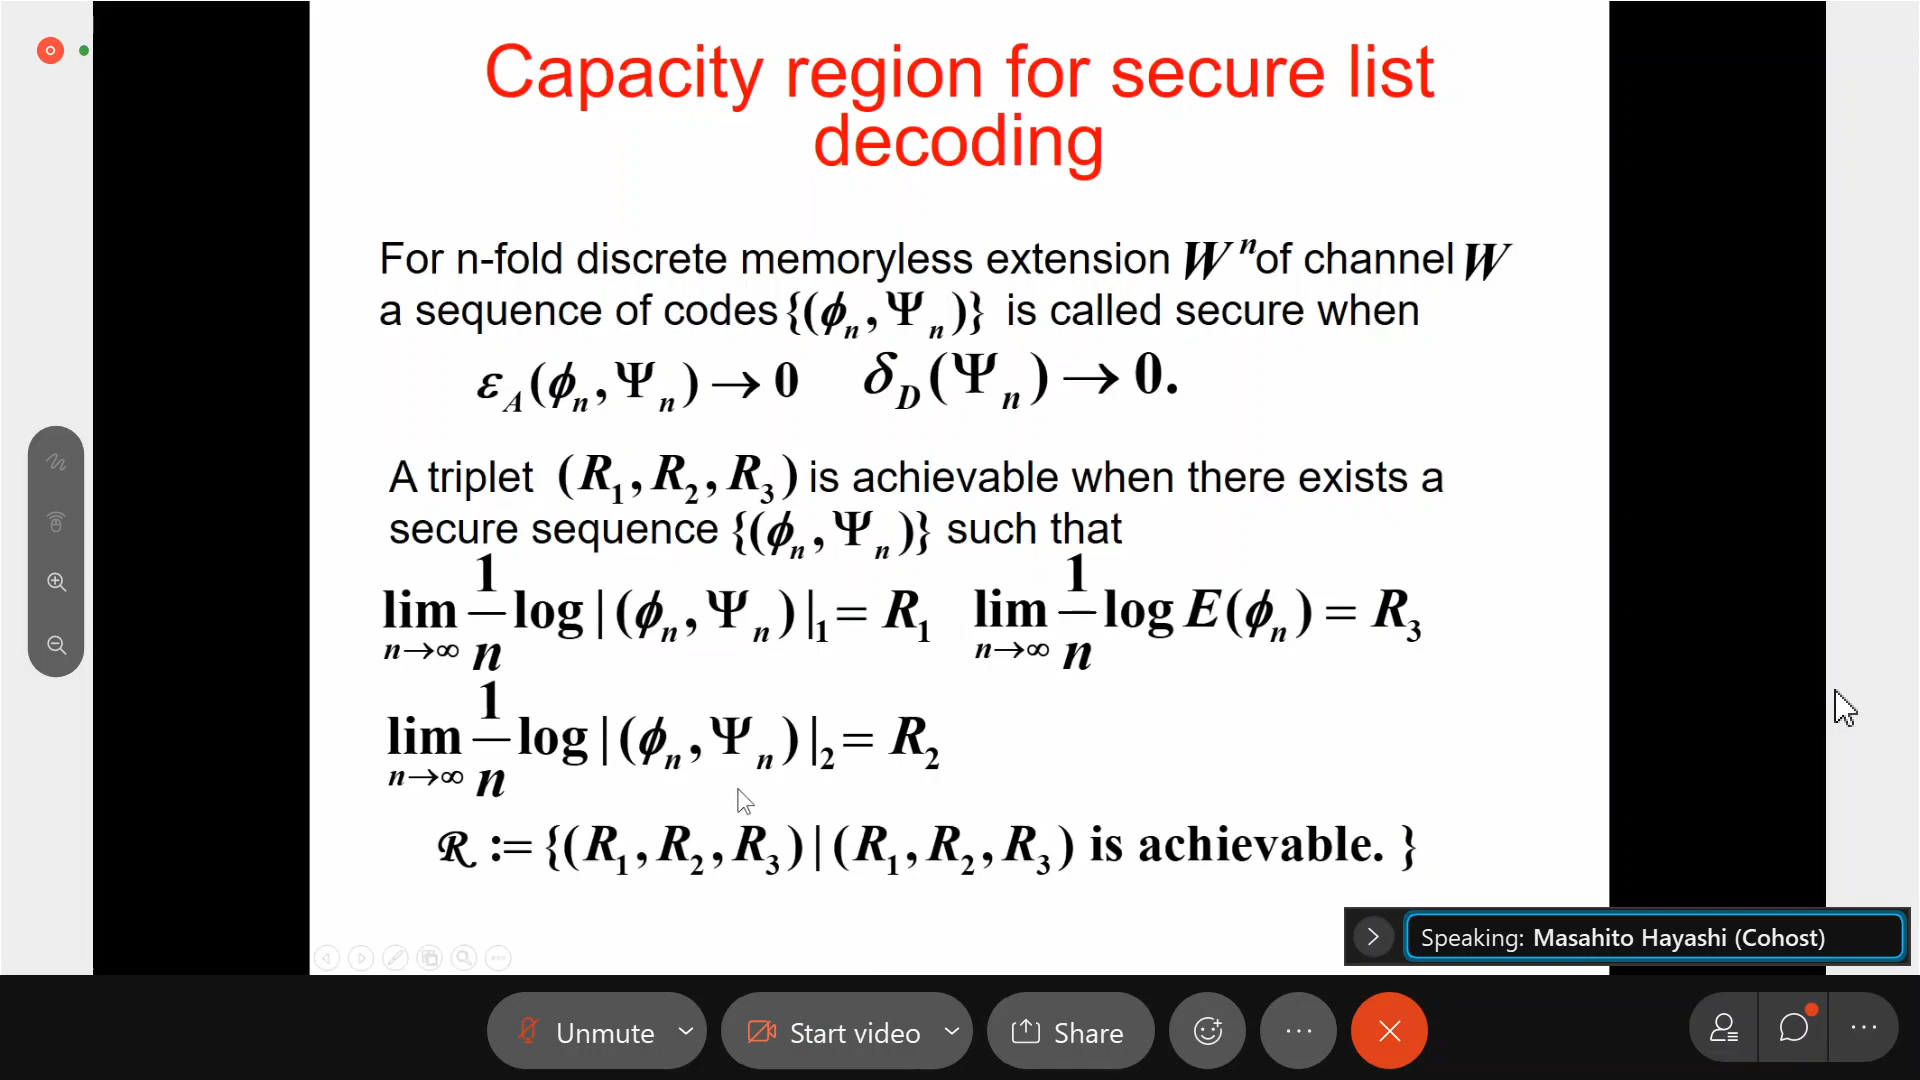 Capacity region for secure list
decoding
For n-fold discrete memoryless extension Wⁿ of channel W
a sequence of codes {(ϕₙ, Ψₙ)} is called secure when
ε_A(ϕₙ, Ψₙ) → 0 δ_D(Ψₙ) → 0.
A triplet (R₁, R₂, R₃) is achievable when there exists a
secure sequence {(ϕₙ, Ψₙ)} such that
lim_{n→∞} 1/n log |(ϕₙ, Ψₙ)|₁ = R₁ lim_{n→∞} 1/n log E(ϕₙ) = R₃
lim_{n→∞} 1/n log |(ϕₙ, Ψₙ)|₂ = R₂
ℛ := {(R₁, R₂, R₃) | (R₁, R₂, R₃) is achievable. }
Speaking: Masahito Hayashi (Cohost)
Unmute Start video Share